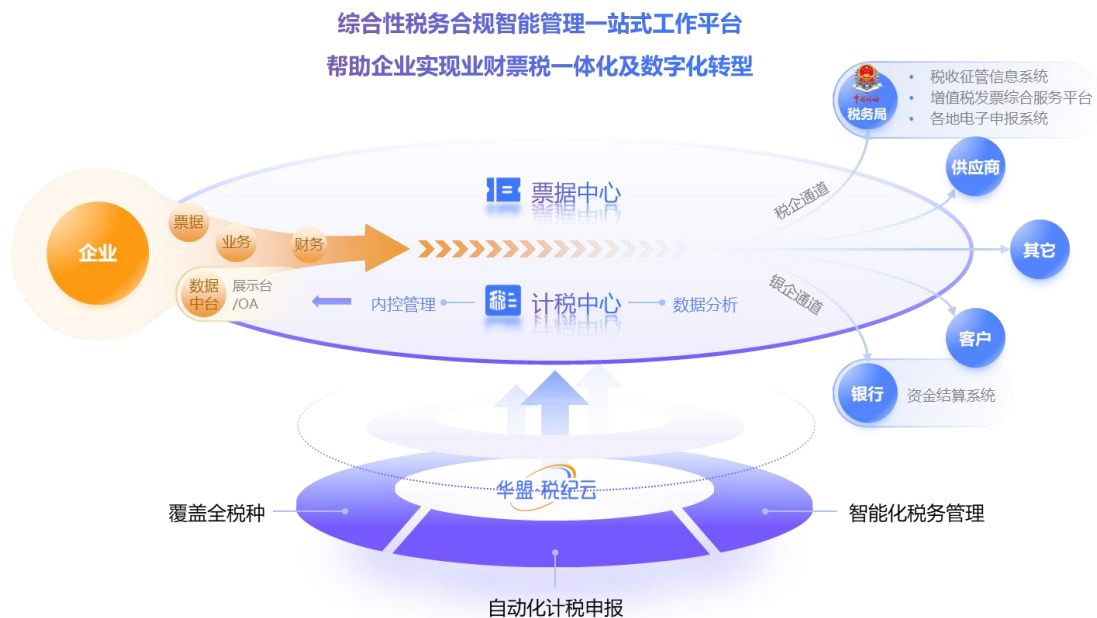 综合性税务合规智能管理一站式工作平台
帮助企业实现业财票税一体化及数字化转型
税务局
• 税收征管信息系统
• 增值税发票综合服务平台
• 各地电子申报系统
供应商
税企通道
票据中心
企业
票据
业务
财务
其它
数据
中台
展示台
/OA
内控管理
计税中心
数据分析
银企通道
客户
银行
资金结算系统
华盟·税纪云
覆盖全税种
智能化税务管理
自动化计税申报